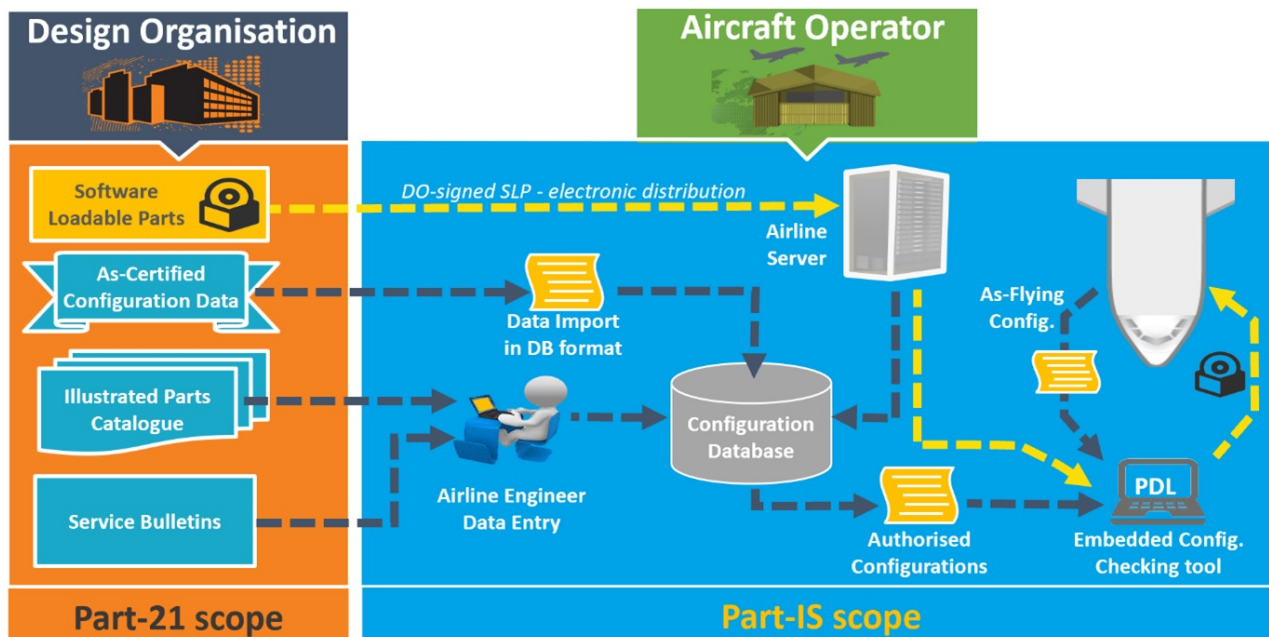 Design Organisation
Aircraft Operator
Software
Loadable Parts
DO-signed SLP - electronic distribution
Airline
Server
As-Certified
Configuration Data
Data Import
in DB format
As-Flying
Config.
Illustrated Parts
Catalogue
Configuration
Database
Airline Engineer
Data Entry
Service Bulletins
Authorised
Configurations
PDL
Embedded Config.
Checking tool
Part-21 scope
Part-IS scope